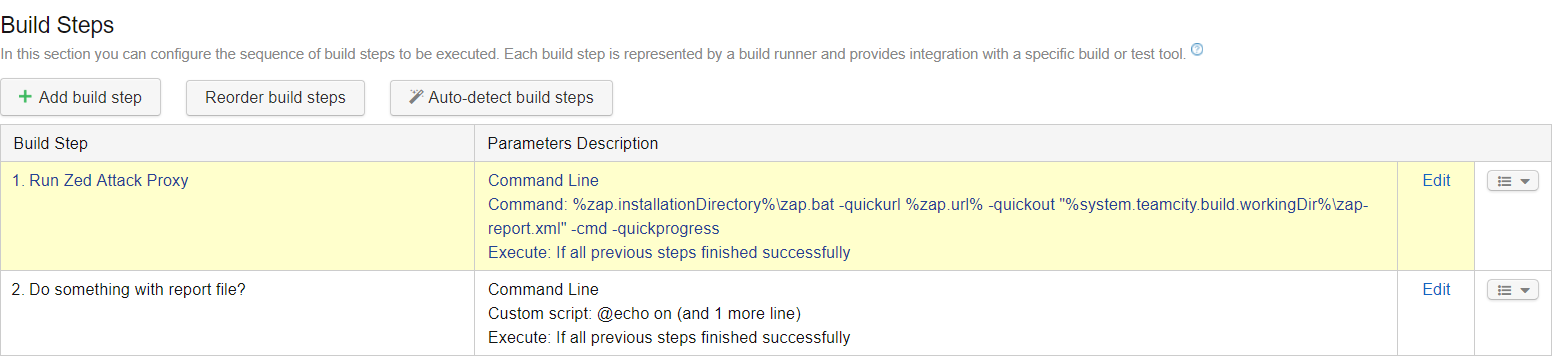 Build Steps
In this section you can configure the sequence of build steps to be executed. Each build step is represented by a build runner and provides integration with a specific build or test tool. ?
+ Add build step Reorder build steps Auto-detect build steps
Build Step Parameters Description
1. Run Zed Attack Proxy Command Line Edit
Command: %zap.installationDirectory%\zap.bat -quickurl %zap.url% -quickout "%system.teamcity.build.workingDir%\zap-
report.xml" -cmd -quickprogress
Execute: If all previous steps finished successfully
2. Do something with report file? Command Line Edit
Custom script: @echo on (and 1 more line)
Execute: If all previous steps finished successfully